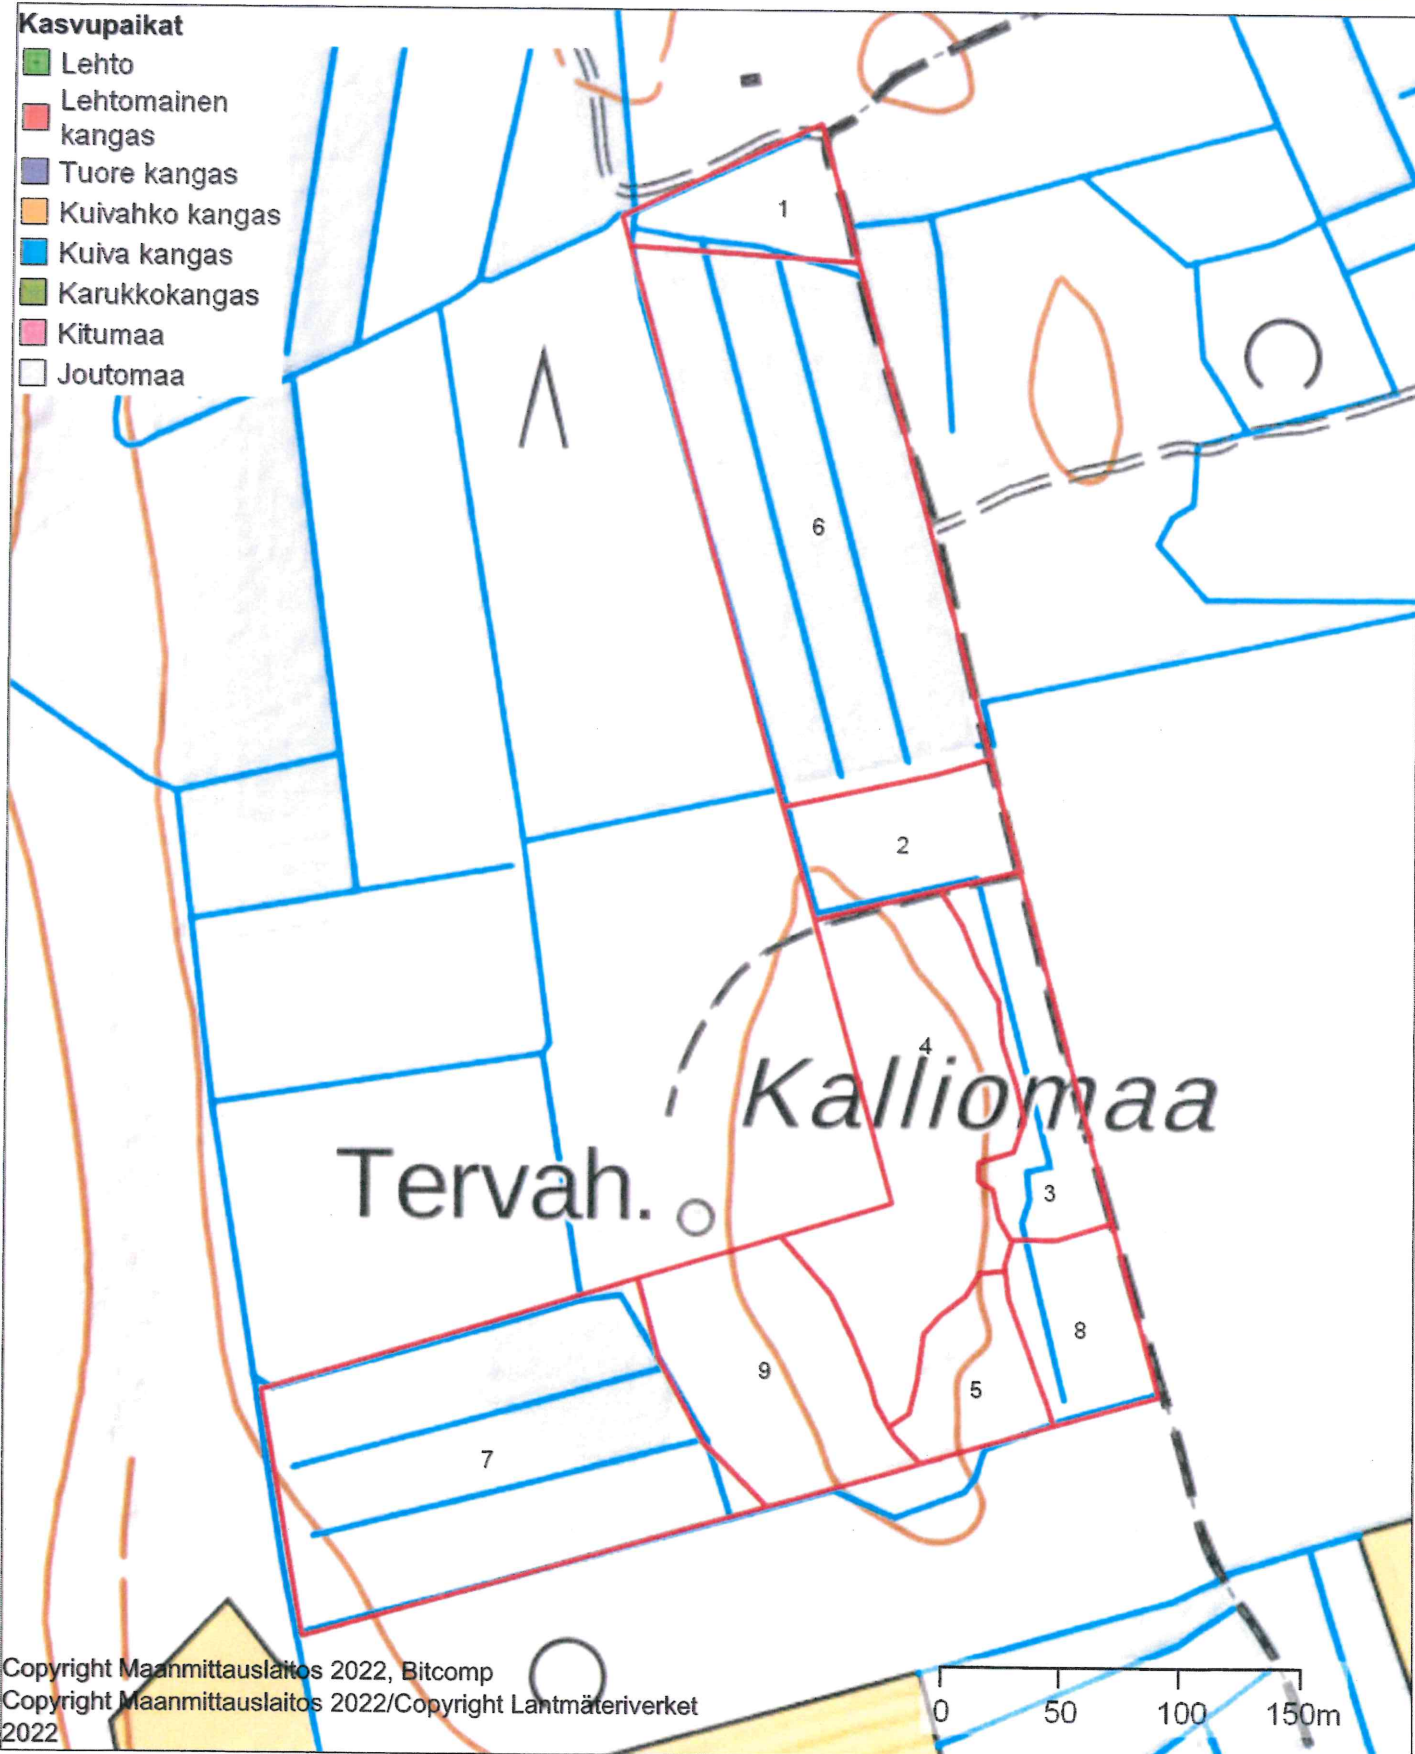 Kasvupaikat
Lehto
Lehtomainen
kangas
Tuore kangas
Kuivahko kangas
Kuiva kangas
Karukkokangas
Kitumaa
Joutomaa
1
6
2
4
Kalliomaa
Tervah.
3
8
9
5
7
Copyright Maanmittauslaitos 2022, Bitcomp
Copyright Maanmittauslaitos 2022/Copyright Lantmäteriverket
2022
0 50 100 150m